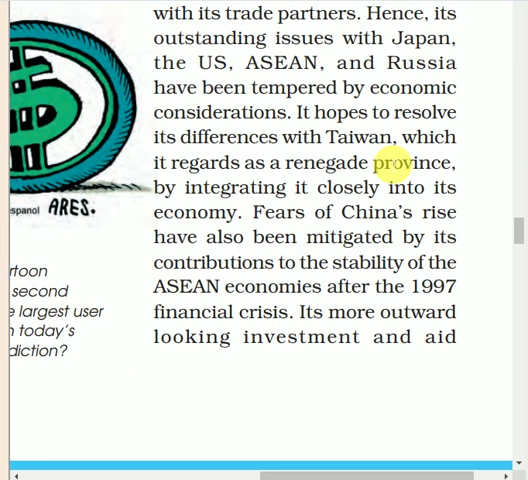 with its trade partners. Hence, its
outstanding issues with Japan,
the US, ASEAN, and Russia
have been tempered by economic
considerations. It hopes to resolve
its differences with Taiwan, which
it regards as a renegade province,
by integrating it closely into its
economy. Fears of China's rise
have also been mitigated by its
contributions to the stability of the
ASEAN economies after the 1997
financial crisis. Its more outward
looking investment and aid
espanol ARES.
rtoon
second
e largest user
n today's
diction?